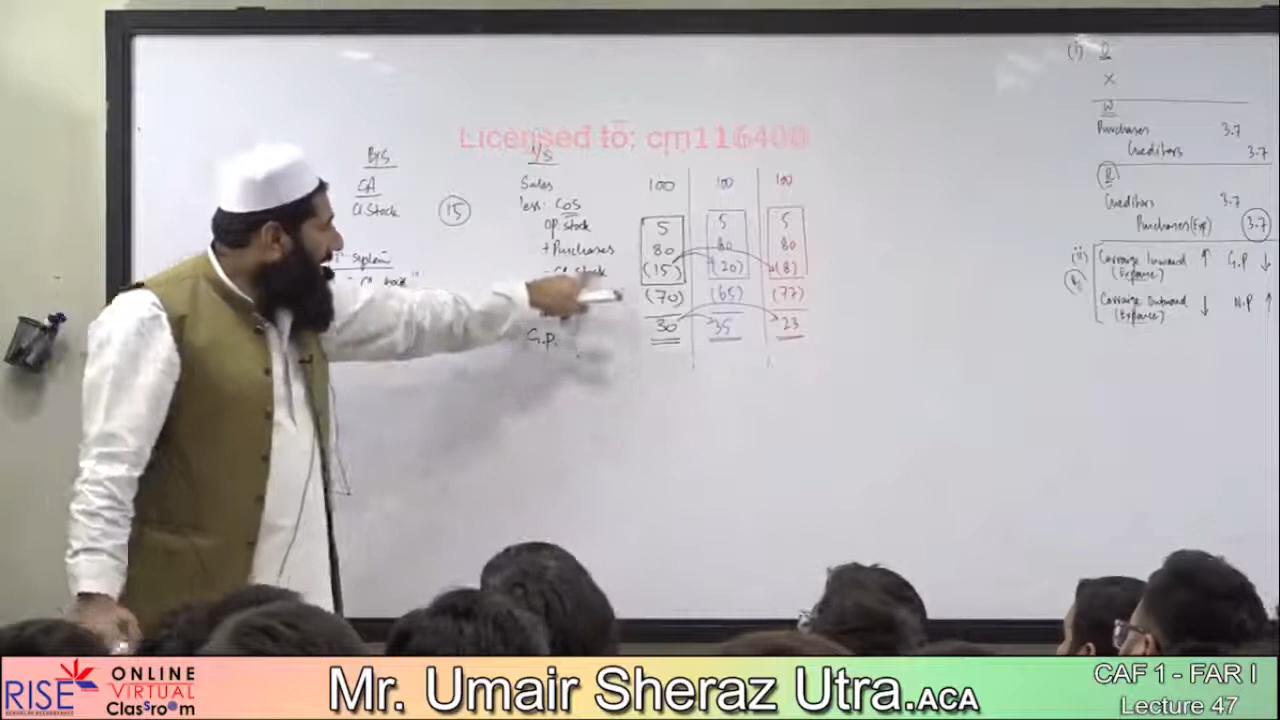 Licensed to: cm116400
B/S
CA
Cl Stock
15
I/S
Sales 100 100 100
less: COS
Op. stock 5 5 5
+ Purchases 80 80 80
- Cl. stock (15) (20) (8)
(70) (65) (77)
G.P. 30 35 23
(i)
X
W
Purchases 3.7
Creditors 3.7
R
Creditors
Purchases (Exp) 3.7
(ii) Carriage Inward ↑ G.P ↓
(Expense)
Carriage Outward ↓ N.P ↑
(Expense)
RISE
ONLINE
VIRTUAL
ClassrOOm
Mr. Umair Sheraz Utra.ACA
CAF 1 - FAR I
Lecture 47